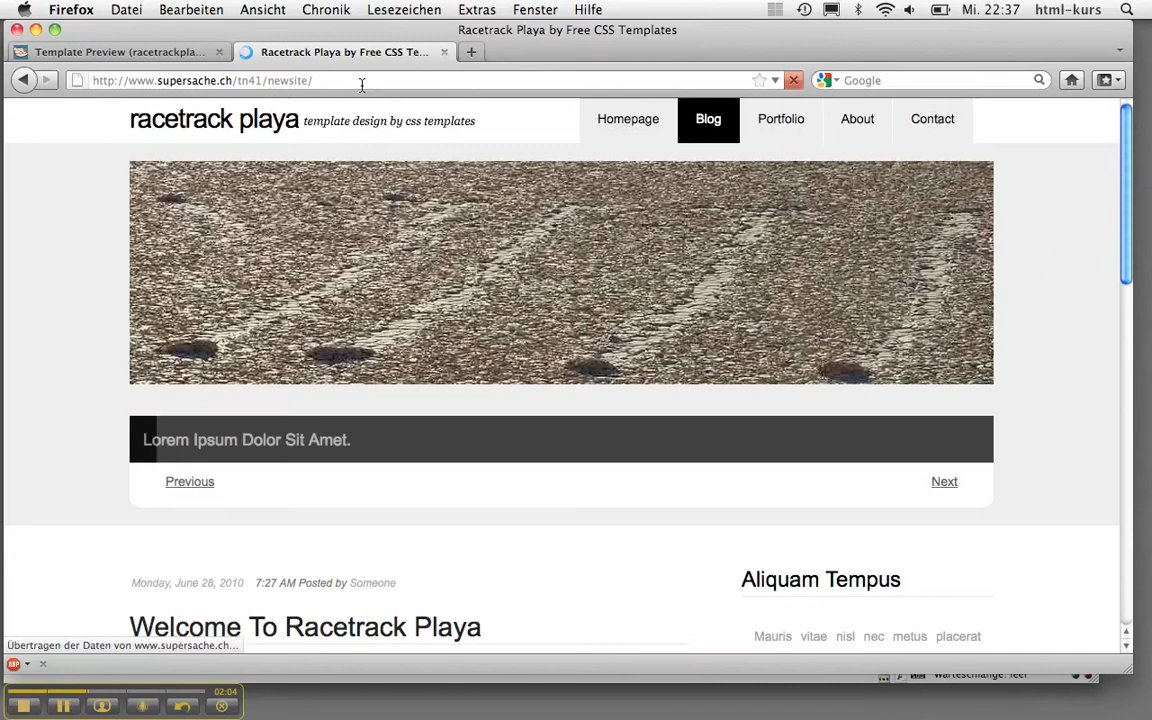 Firefox Datei Bearbeiten Ansicht Chronik Lesezeichen Extras Fenster Hilfe Mi. 22:37 html-kurs
Racetrack Playa by Free CSS Templates
Template Preview (racetrackpla... Racetrack Playa by Free CSS Te...
http://www.supersache.ch/tn41/newsite/ Google
racetrack playa template design by css templates Homepage Blog Portfolio About Contact
Lorem Ipsum Dolor Sit Amet.
Previous Next
Monday, June 28, 2010 7:27 AM Posted by Someone
Aliquam Tempus
Welcome To Racetrack Playa
Mauris vitae nisl nec metus placerat
Übertragen der Daten von www.supersache.ch...
ABP
Warteschlange: leer
02:04